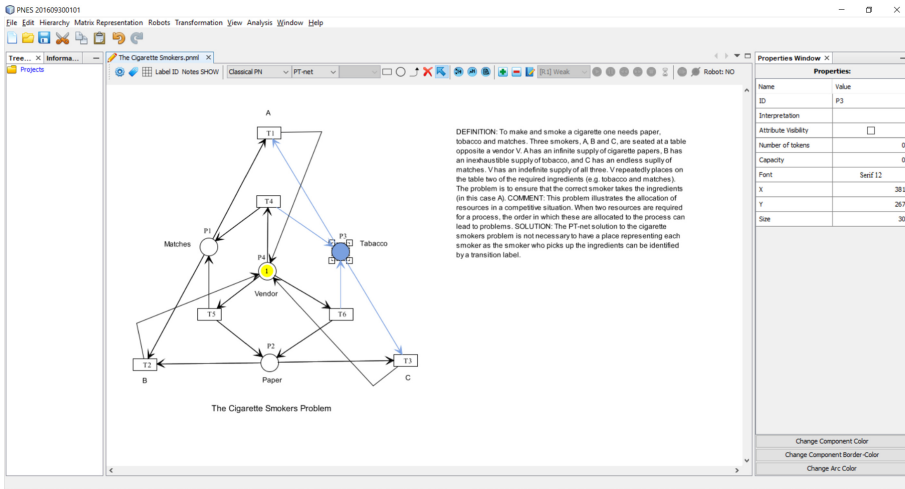 PNES 201609300101
File Edit Hierarchy Matrix Representation Robots Transformation View Analysis Window Help
Tree... × Informa...
Projects
The Cigarette Smokers.pnml ×
Label ID Notes SHOW Classical PN PT-net [R1] Weak Robot: NO
A
T1
T4
P1
Matches
P3
Tabacco
P4
1
Vendor
T5
T6
P2
T2
T3
B
Paper
C
The Cigarette Smokers Problem
DEFINITION: To make and smoke a cigarette one needs paper,
tobacco and matches. Three smokers, A, B and C, are seated at a table
opposite a vendor V. A has an infinite supply of cigarette papers, B has
an inexhaustible supply of tobacco, and C has an endless suplly of
matches. V has an indefinite supply of all three. V repeatedly places on
the table two of the required ingredients (e.g. tobacco and matches).
The problem is to ensure that the correct smoker takes the ingredients
(in this case A). COMMENT: This problem illustrates the allocation of
resources in a competitive situation. When two resources are required
for a process, the order in which these are allocated to the process can
lead to problems. SOLUTION: The PT-net solution to the cigarette
smokers problem is not necessary to have a place representing each
smoker as the smoker who picks up the ingredients can be identified
by a transition label.
Properties Window ×
Properties:
Name Value
ID P3
Interpretation
Attribute Visibility
Number of tokens 0
Capacity 0
Font Serif 12
X 381
Y 267
Size 30
Change Component Color
Change Component Border-Color
Change Arc Color